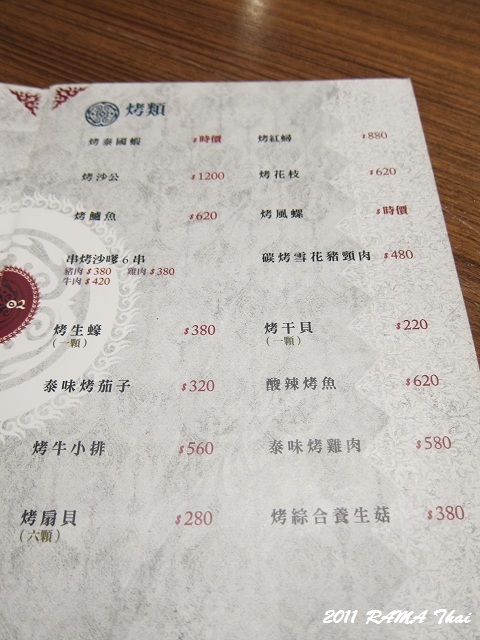 烤類
烤泰國蝦 $時價 烤紅蟳 $880
烤沙公 $1200 烤花枝 $620
烤鱸魚 $620 烤風螺 $時價
串烤沙嗲6串 碳烤雪花豬頸肉 $480
豬肉$380 雞肉$380
牛肉$420
02
烤生蠔 $380 烤干貝 $220
(一顆) (一顆)
泰味烤茄子 $320 酸辣烤魚 $620
烤牛小排 $560 泰味烤雞肉 $580
烤扇貝 $280 烤綜合養生菇 $380
(六顆)
2011 RAMA Thai